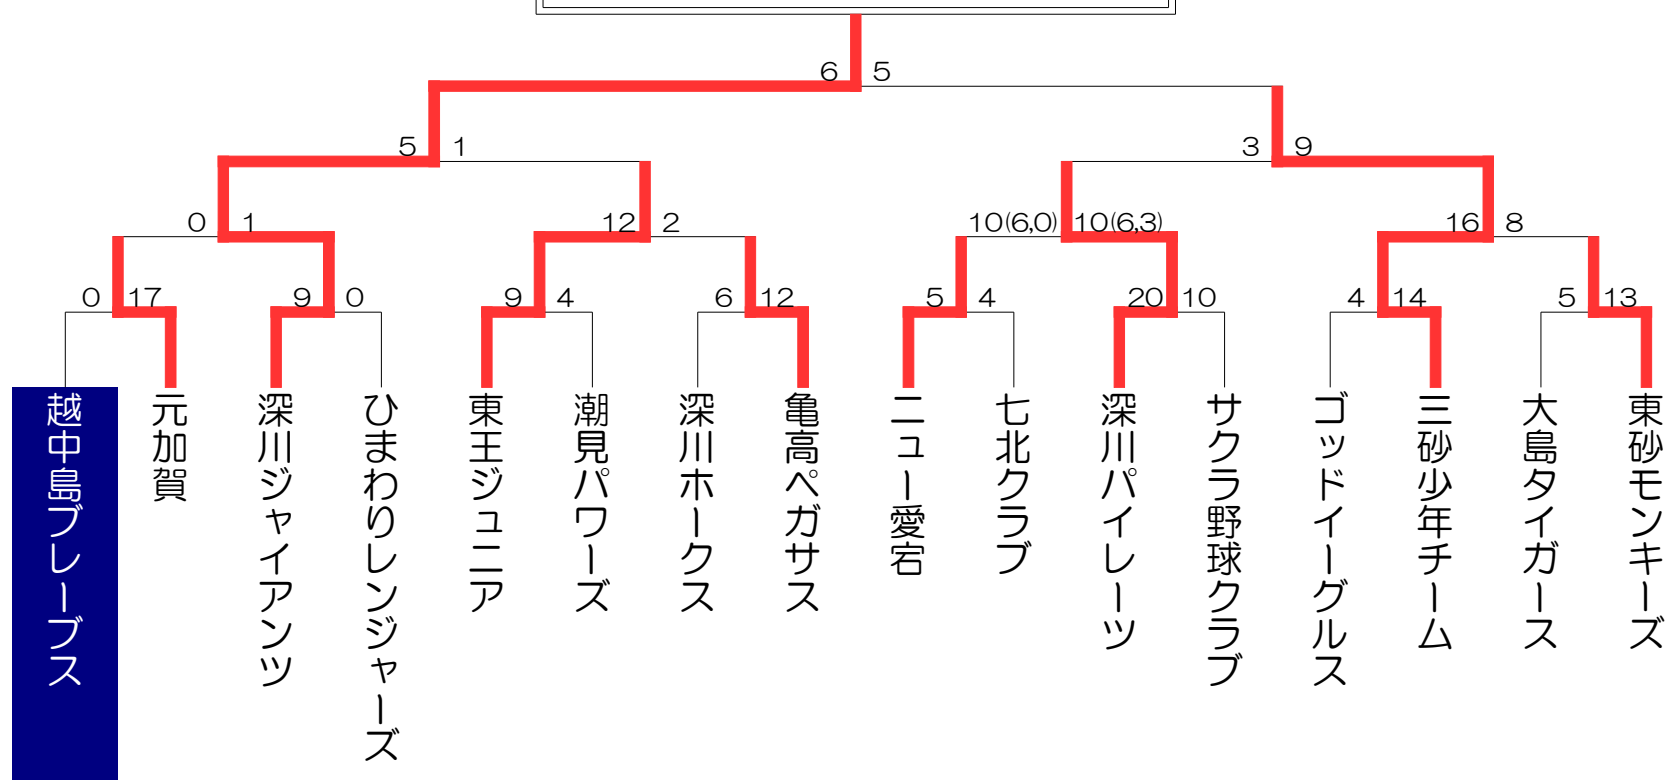 6 5
5 1
3 9
0 1
12 2
10(6,0) 10(6,3)
16 8
0 17
9 0
9 4
6 12
5 4
20 10
4 14
5 13
越中島ブレーブス
元加賀
深川ジャイアンツ
ひまわりレンジャーズ
東王ジュニア
潮見パワーズ
深川ホークス
亀高ペガサス
ニュー愛宕
七北クラブ
深川パイレーツ
サクラ野球クラブ
ゴッドイーグルス
三砂少年チーム
大島タイガース
東砂モンキーズ